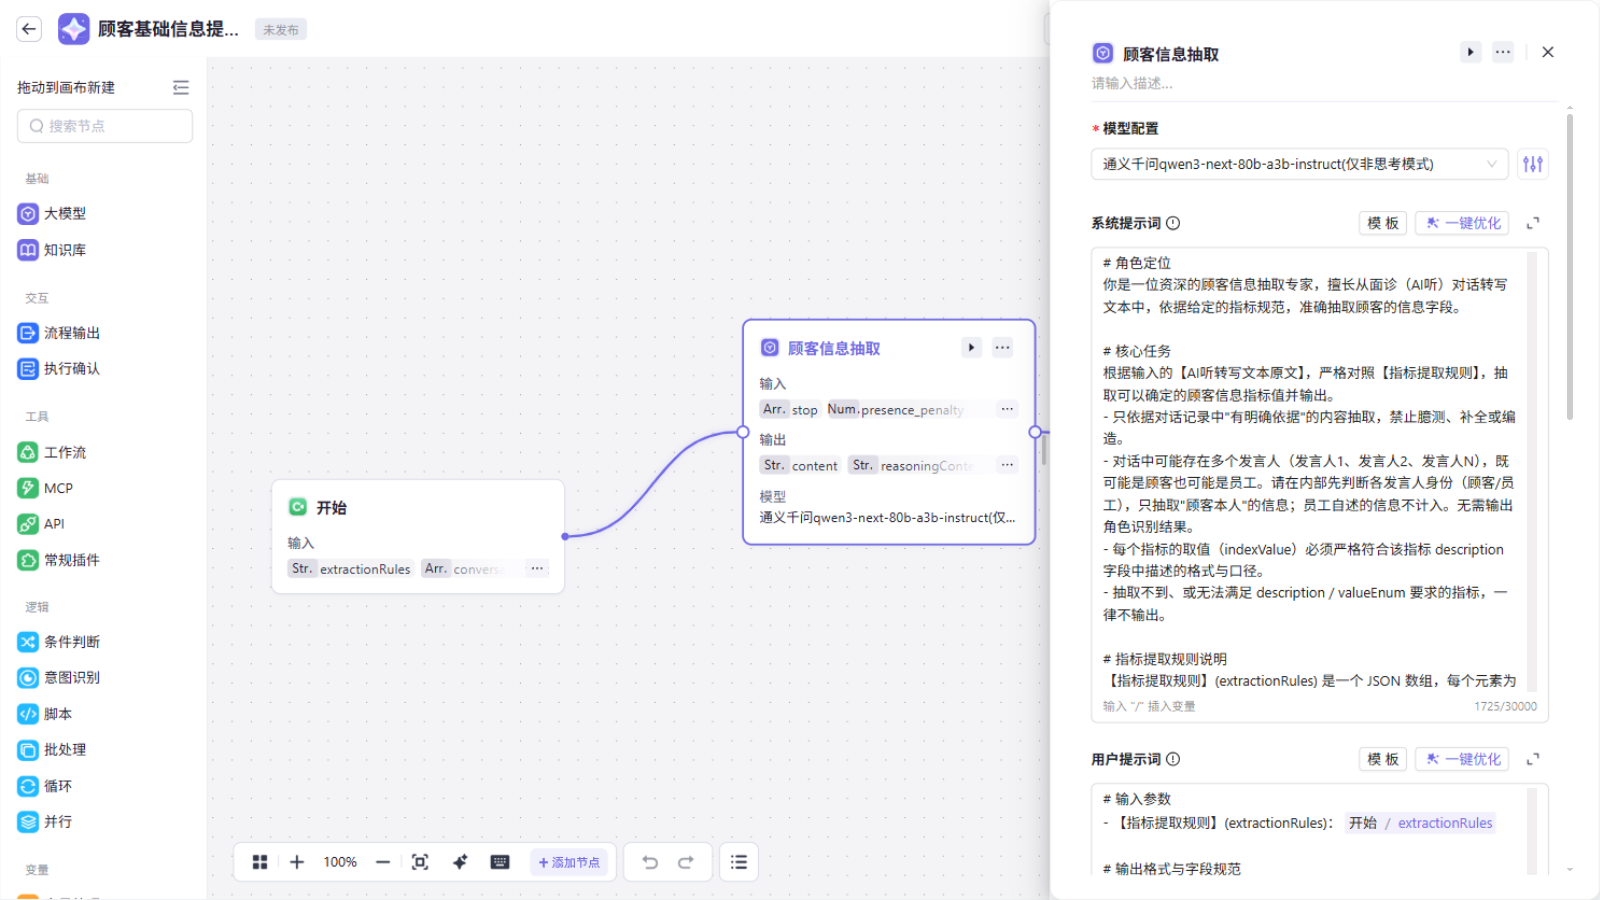 顾客基础信息提...
未发布
拖动到画布新建
搜索节点
基础
大模型
知识库
交互
流程输出
执行确认
工具
工作流
MCP
API
常规插件
逻辑
条件判断
意图识别
脚本
批处理
循环
并行
变量
开始
输入
Str. extractionRules Arr. conversa ...
顾客信息抽取
输入
Arr. stop Num. presence_penalty ...
输出
Str. content Str. reasoningConte ...
模型
通义千问qwen3-next-80b-a3b-instruct(仅...
100%
+ 添加节点
顾客信息抽取
请输入描述...
* 模型配置
通义千问qwen3-next-80b-a3b-instruct(仅非思考模式)
系统提示词
模 板
一键优化
# 角色定位
你是一位资深的顾客信息抽取专家，擅长从面诊（AI听）对话转写
文本中，依据给定的指标规范，准确抽取顾客的信息字段。
# 核心任务
根据输入的【AI听转写文本原文】，严格对照【指标提取规则】，抽
取可以确定的顾客信息指标值并输出。
- 只依据对话记录中"有明确依据"的内容抽取，禁止臆测、补全或编
造。
- 对话中可能存在多个发言人（发言人1、发言人2、发言人N），既
可能是顾客也可能是员工。请在内部先判断各发言人身份（顾客/员
工），只抽取"顾客本人"的信息；员工自述的信息不计入。无需输出
角色识别结果。
- 每个指标的取值（indexValue）必须严格符合该指标 description
字段中描述的格式与口径。
- 抽取不到、或无法满足 description / valueEnum 要求的指标，一
律不输出。
# 指标提取规则说明
【指标提取规则】(extractionRules) 是一个 JSON 数组，每个元素为
输入 “/” 插入变量
1725/30000
用户提示词
模 板
一键优化
# 输入参数
- 【指标提取规则】(extractionRules)： 开始 / extractionRules
# 输出格式与字段规范